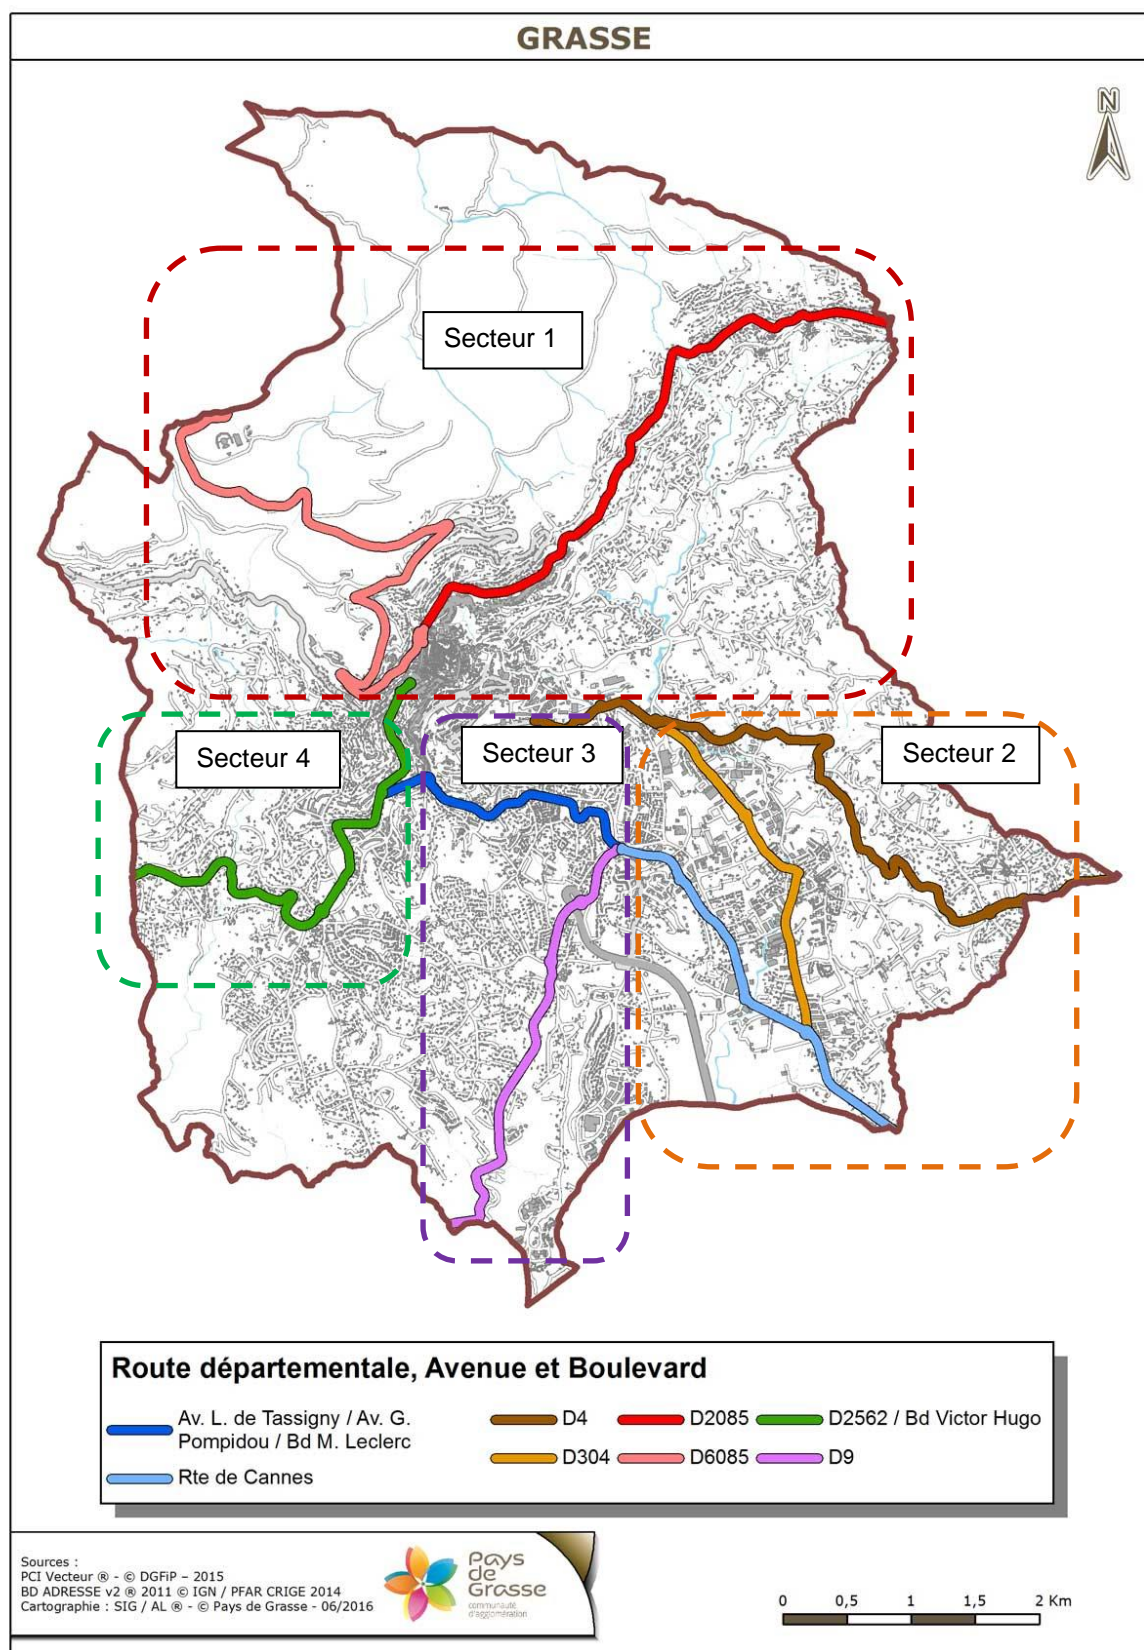 GRASSE
N
Secteur 1
Secteur 4
Secteur 3
Secteur 2
Route départementale, Avenue et Boulevard
Av. L. de Tassigny / Av. G.
Pompidou / Bd M. Leclerc
Rte de Cannes
D4
D2085
D2562 / Bd Victor Hugo
D304
D6085
D9
Sources :
PCI Vecteur ® - © DGFiP – 2015
BD ADRESSE v2 ® 2011 © IGN / PFAR CRIGE 2014
Cartographie : SIG / AL ® - © Pays de Grasse - 06/2016
Pays
de
Grasse
communauté
d'agglomération
0 0,5 1 1,5 2 Km